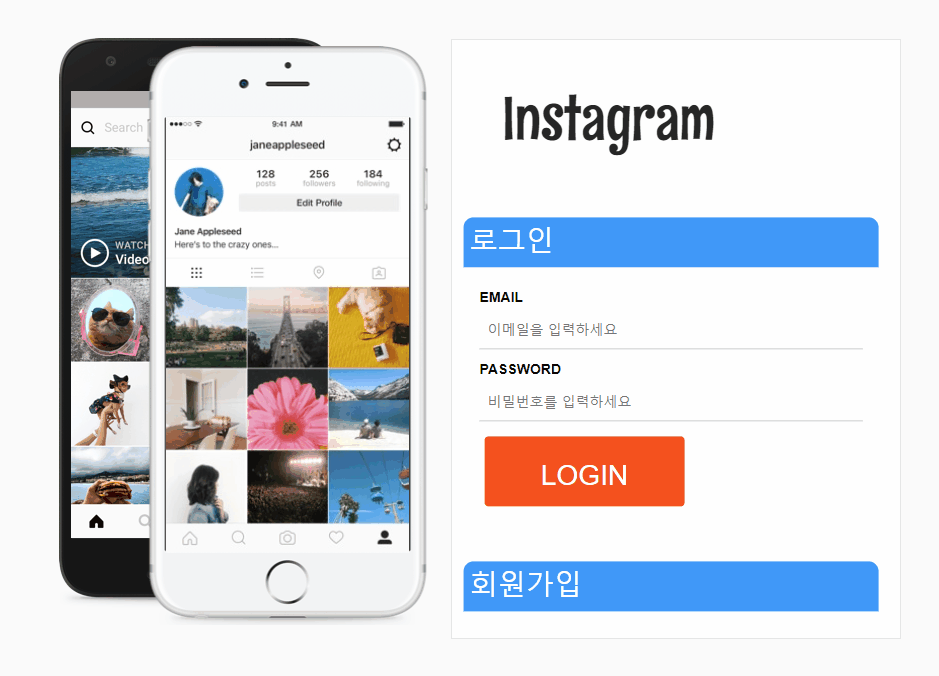 Search
WATCH
Video
9:41 AM
janeappleseed
128
256
184
posts
followers
following
Edit Profile
Jane Appleseed
Here's to the crazy ones...
Instagram
로그인
EMAIL
이메일을 입력하세요
PASSWORD
비밀번호를 입력하세요
LOGIN
회원가입